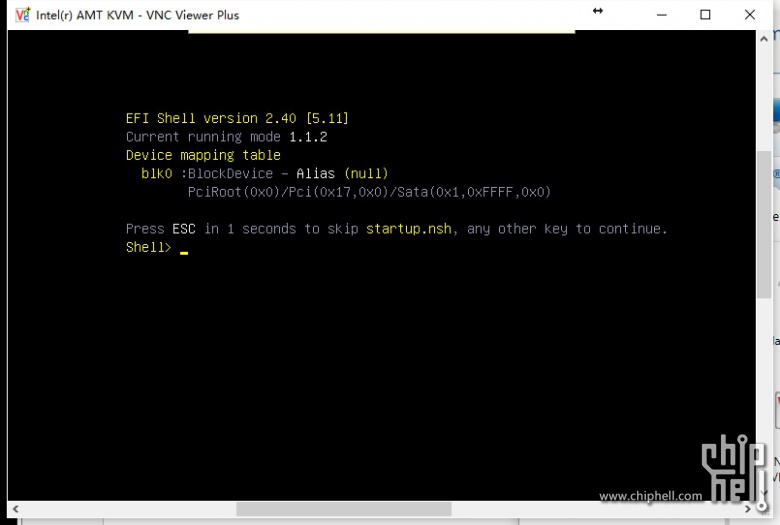 Intel(r) AMT KVM - VNC Viewer Plus
EFI Shell version 2.40 [5.11]
Current running mode 1.1.2
Device mapping table
blk0 :BlockDevice - Alias (null)
PciRoot(0x0)/Pci(0x17,0x0)/Sata(0x1,0xFFFF,0x0)
Press ESC in 1 seconds to skip startup.nsh, any other key to continue.
Shell> _
chip
hell
www.chiphell.com